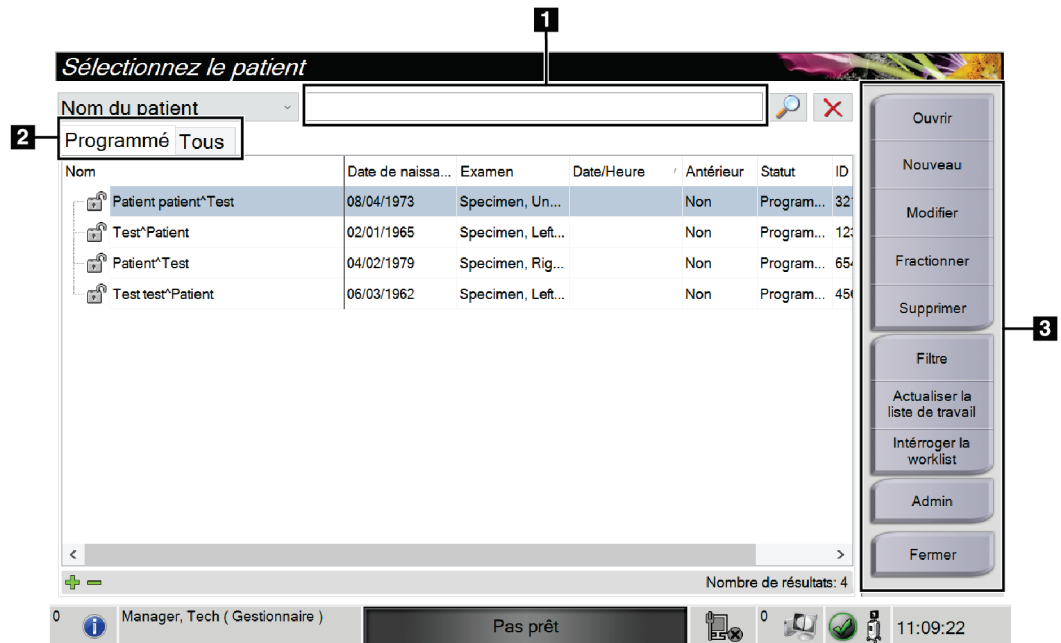 1
Sélectionnez le patient
Nom du patient
2
Programmé Tous
Nom Date de naissa... Examen Date/Heure Antérieur Statut ID
Patient patient^Test 08/04/1973 Specimen, Un... Non Program... 32
Test^Patient 02/01/1965 Specimen, Left... Non Program... 12
Patient^Test 04/02/1979 Specimen, Rig... Non Program... 65
Test test^Patient 06/03/1962 Specimen, Left... Non Program... 45
Nombre de résultats: 4
Ouvrir
Nouveau
Modifier
Fractionner
Supprimer
3
Filtre
Actualiser la
liste de travail
Intérroger la
worklist
Admin
Fermer
0 Manager, Tech ( Gestionnaire ) Pas prêt 0 11:09:22